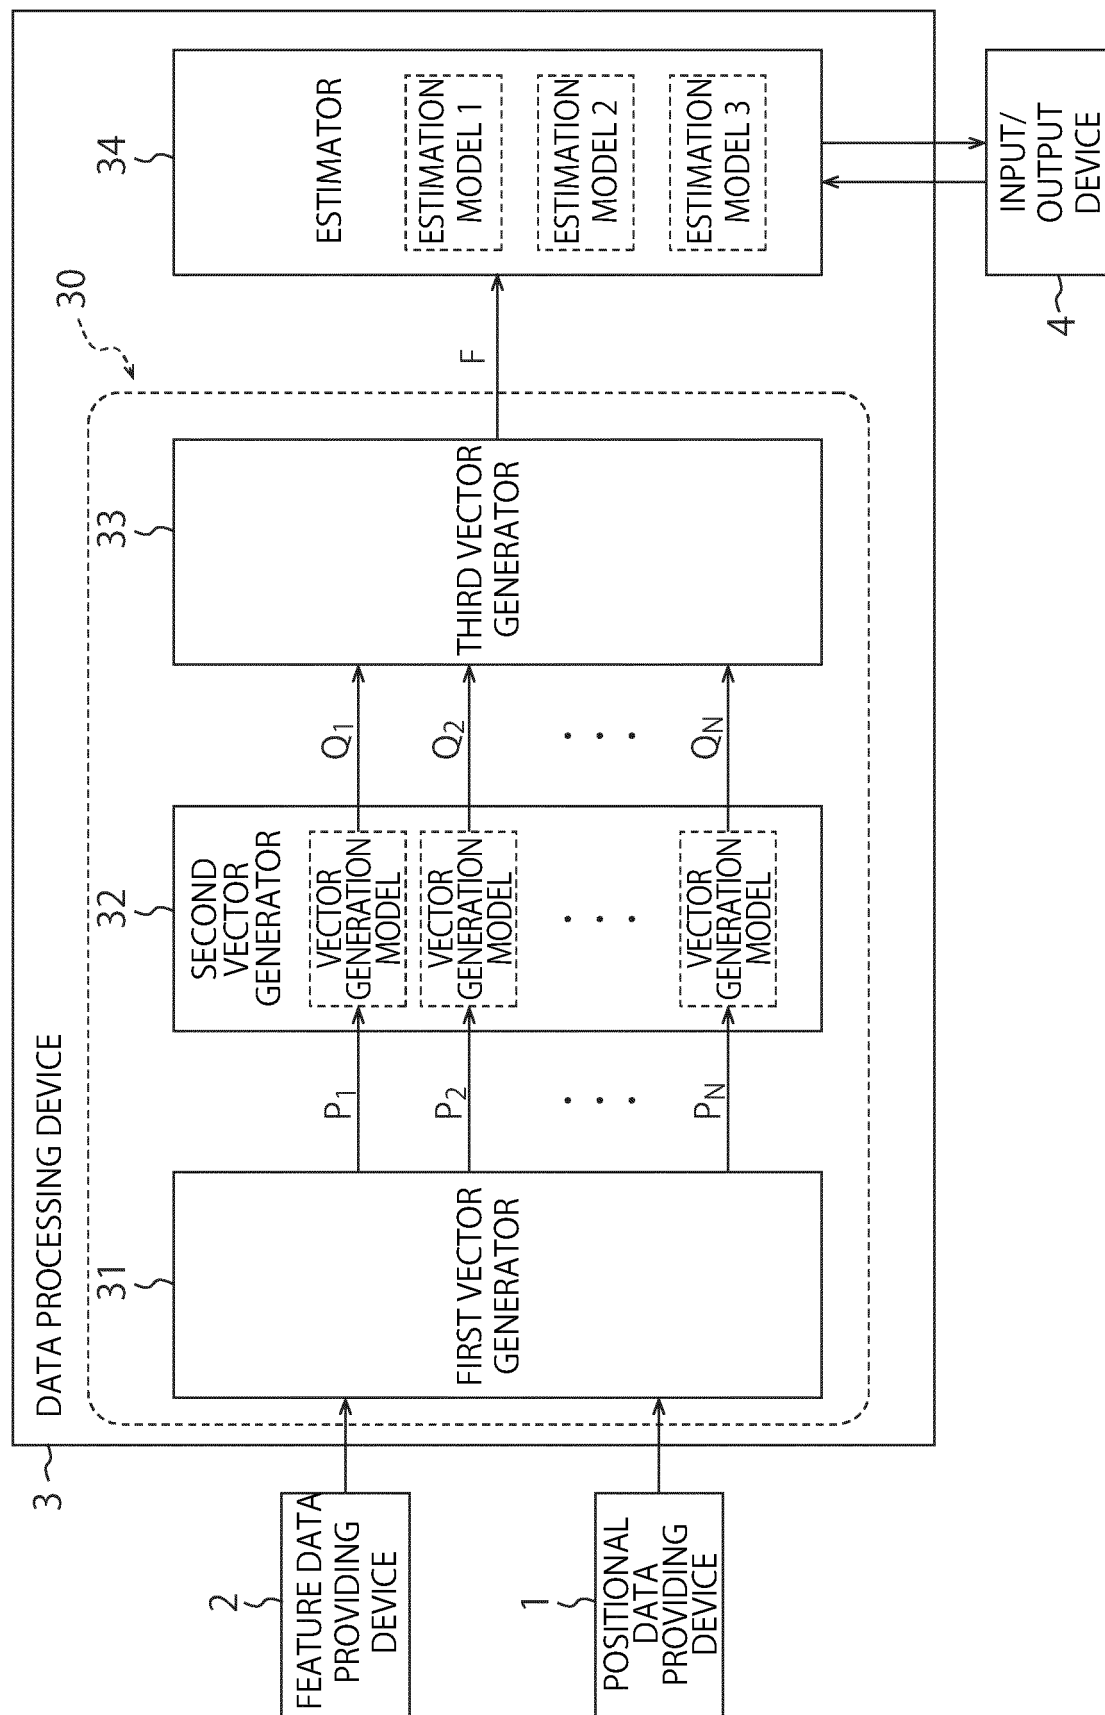 3
DATA PROCESSING DEVICE
30
2
FEATURE DATA
PROVIDING
DEVICE
1
POSITIONAL
DATA
PROVIDING
DEVICE
31
FIRST VECTOR
GENERATOR
P1
P2
• • •
PN
32
SECOND
VECTOR
GENERATOR
VECTOR
GENERATION
MODEL
VECTOR
GENERATION
MODEL
• • •
VECTOR
GENERATION
MODEL
Q1
Q2
• • •
QN
33
THIRD VECTOR
GENERATOR
F
34
ESTIMATOR
ESTIMATION
MODEL 1
ESTIMATION
MODEL 2
ESTIMATION
MODEL 3
4
INPUT/
OUTPUT
DEVICE